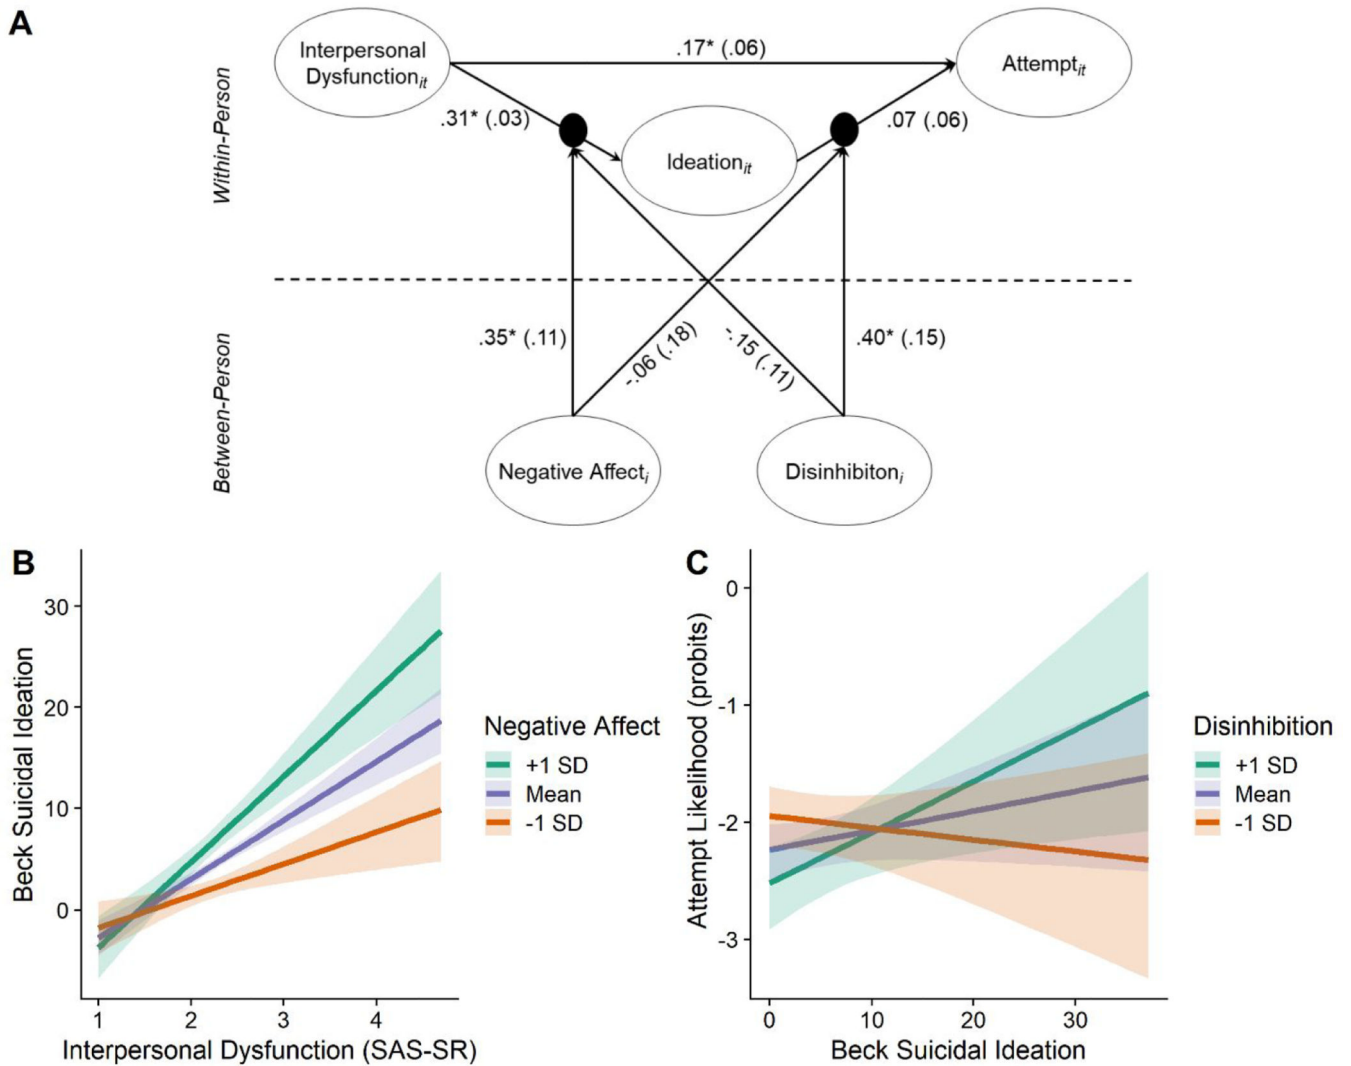 A
Within-Person
Interpersonal
Dysfunctionit
.17* (.06)
Attemptit
.31* (.03)
.07 (.06)
Ideationit
Between-Person
.35* (.11)
-.06 (.18)
-.15 (.11)
.40* (.15)
Negative Affecti
Disinhibitoni
B
Beck Suicidal Ideation
30
20
10
0
1 2 3 4
Interpersonal Dysfunction (SAS-SR)
Negative Affect
+1 SD
Mean
-1 SD
C
Attempt Likelihood (probits)
0
-1
-2
-3
0 10 20 30
Beck Suicidal Ideation
Disinhibition
+1 SD
Mean
-1 SD